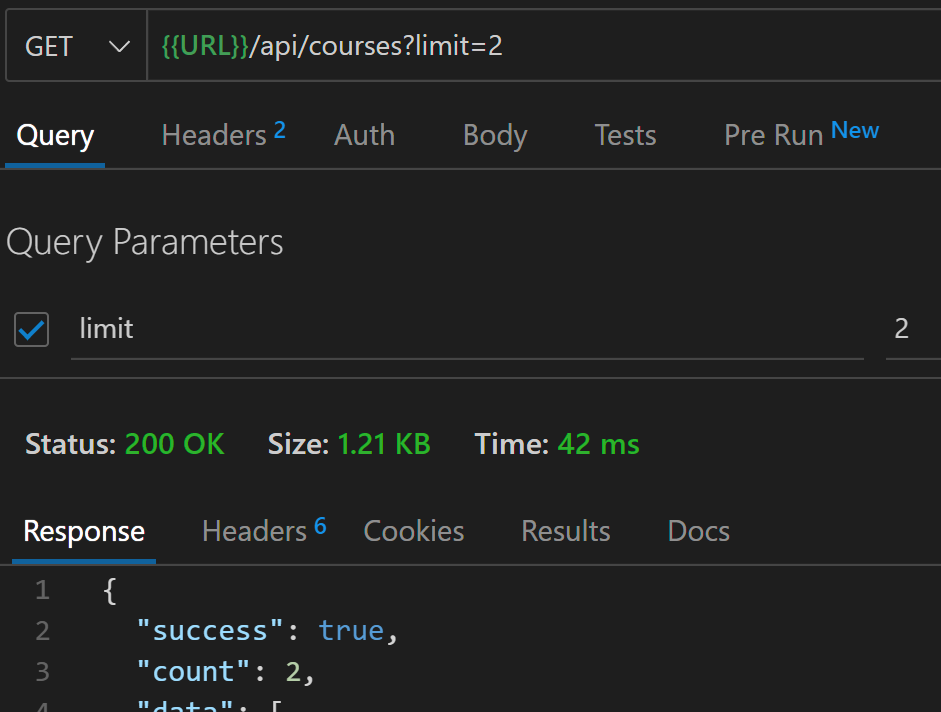 GET {{URL}}/api/courses?limit=2
Query Headers 2 Auth Body Tests Pre Run New
Query Parameters
limit 2
Status: 200 OK Size: 1.21 KB Time: 42 ms
Response Headers 6 Cookies Results Docs
1 {
2 "success": true,
3 "count": 2,
4 "data": [